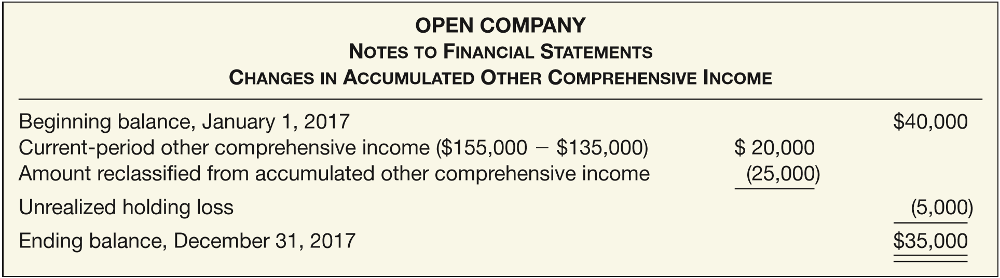 OPEN COMPANY
NOTES TO FINANCIAL STATEMENTS
CHANGES IN ACCUMULATED OTHER COMPREHENSIVE INCOME
Beginning balance, January 1, 2017 $40,000
Current-period other comprehensive income ($155,000 − $135,000) $ 20,000
Amount reclassified from accumulated other comprehensive income (25,000)
Unrealized holding loss (5,000)
Ending balance, December 31, 2017 $35,000